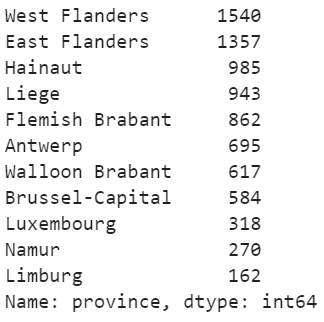 West Flanders 1540
East Flanders 1357
Hainaut 985
Liege 943
Flemish Brabant 862
Antwerp 695
Walloon Brabant 617
Brussel-Capital 584
Luxembourg 318
Namur 270
Limburg 162
Name: province, dtype: int64